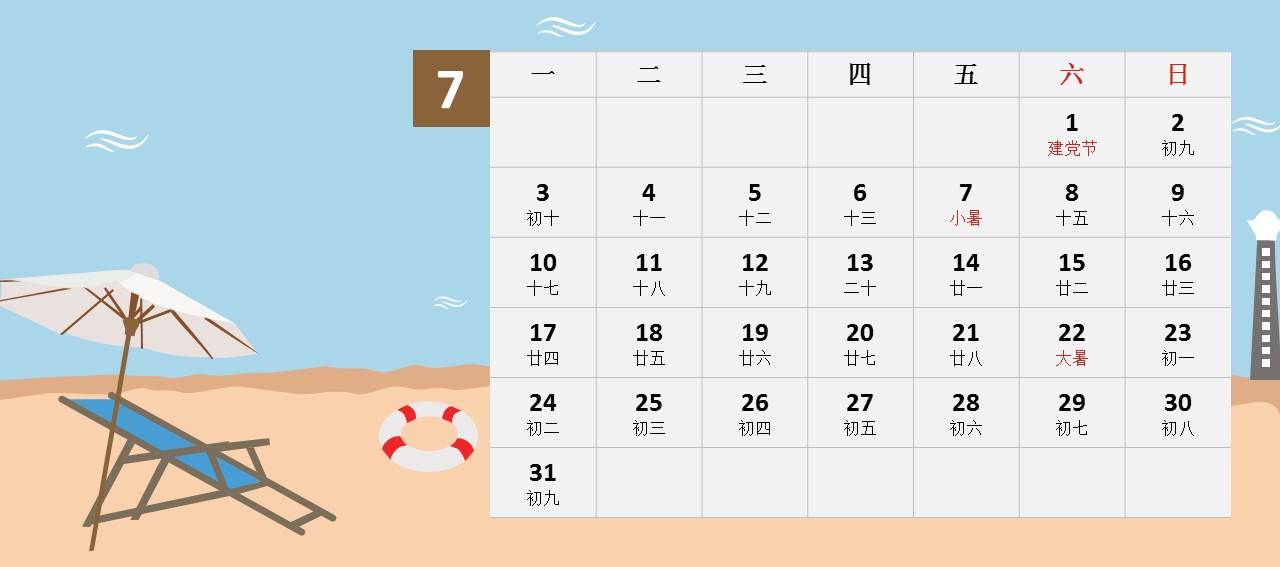 7
一 二 三 四 五 六 日
1 2
建党节 初九
3 4 5 6 7 8 9
初十 十一 十二 十三 小暑 十五 十六
10 11 12 13 14 15 16
十七 十八 十九 二十 廿一 廿二 廿三
17 18 19 20 21 22 23
廿四 廿五 廿六 廿七 廿八 大暑 初一
24 25 26 27 28 29 30
初二 初三 初四 初五 初六 初七 初八
31
初九